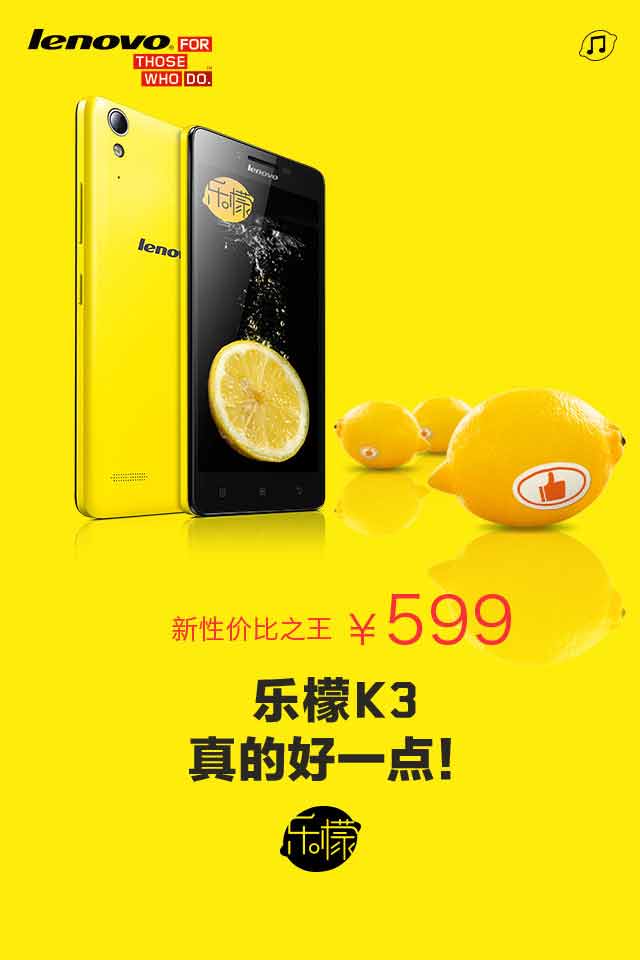 lenovo FOR
THOSE
WHO DO.
lenovo
乐檬
leno
新性价比之王 ¥599
乐檬K3
真的好一点!
乐檬